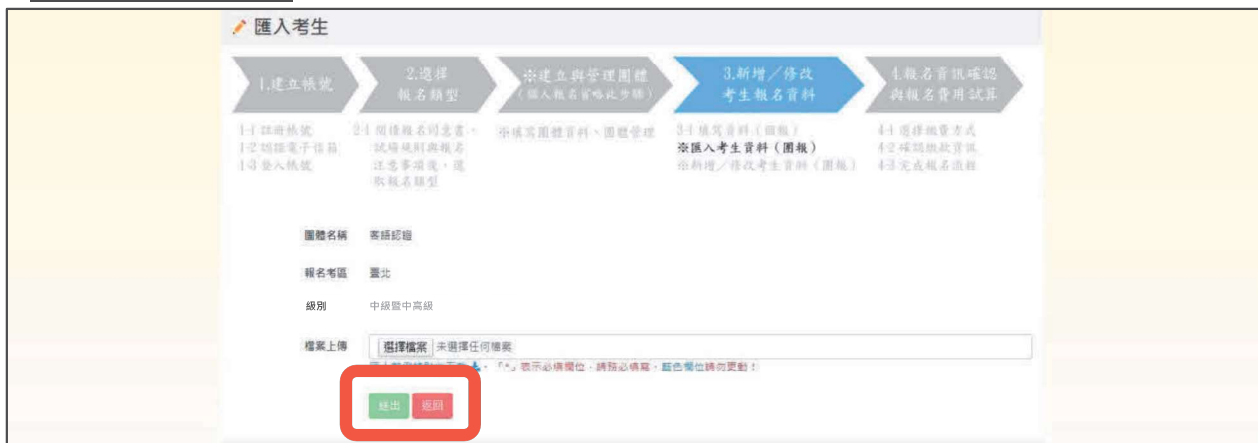 匯入考生
1.建立帳號
2.選擇
報名類型
※建立與管理團體
(個人報名省略此步驟)
3.新增／修改
考生報名資料
4.報名資訊確認
與報名費用試算
1-1 註冊帳號
1-2 認證電子信箱
1-3 登入帳號
2-1 閱讀報名同意書、
試場規則與報名
注意事項後，選
取報名類型
※填寫團體資料、團體管理
3-1 填寫資料(個報)
※匯入考生資料(團報)
※新增／修改考生資料(團報)
4-1 選擇繳費方式
4-2 確認繳款資訊
4-3 完成報名流程
團體名稱 客語認證
報名考區 臺北
級別 中級暨中高級
檔案上傳 選擇檔案 未選擇任何檔案
「*」表示必填欄位，請務必填寫，藍色欄位請勿更動！
送出 返回